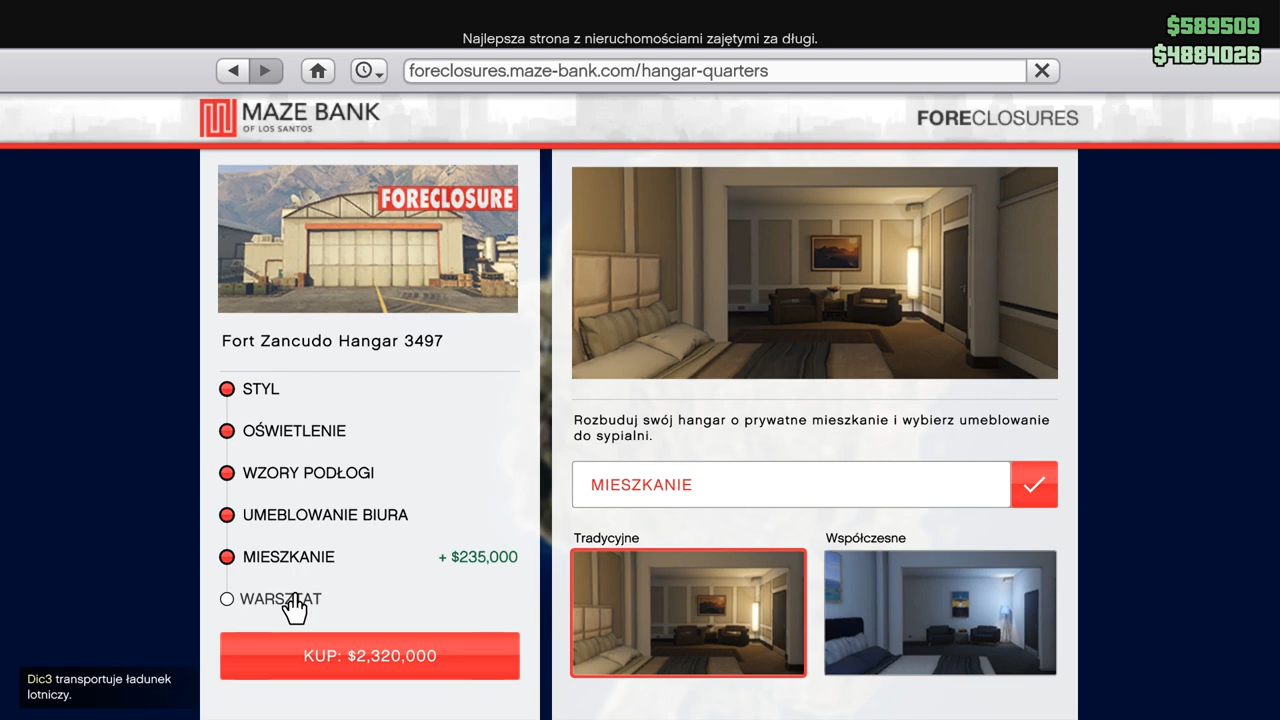 Najlepsza strona z nieruchomościami zajętymi za długi.
$589509
$4884026
foreclosures.maze-bank.com/hangar-quarters
MAZE BANK
OF LOS SANTOS
FORECLOSURES
FORECLOSURE
Fort Zancudo Hangar 3497
STYL
OŚWIETLENIE
WZORY PODŁOGI
UMEBLOWANIE BIURA
MIESZKANIE + $235,000
WARSZTAT
KUP: $2,320,000
Rozbuduj swój hangar o prywatne mieszkanie i wybierz umeblowanie
do sypialni.
MIESZKANIE
Tradycyjne
Współczesne
Dic3 transportuje ładunek
lotniczy.